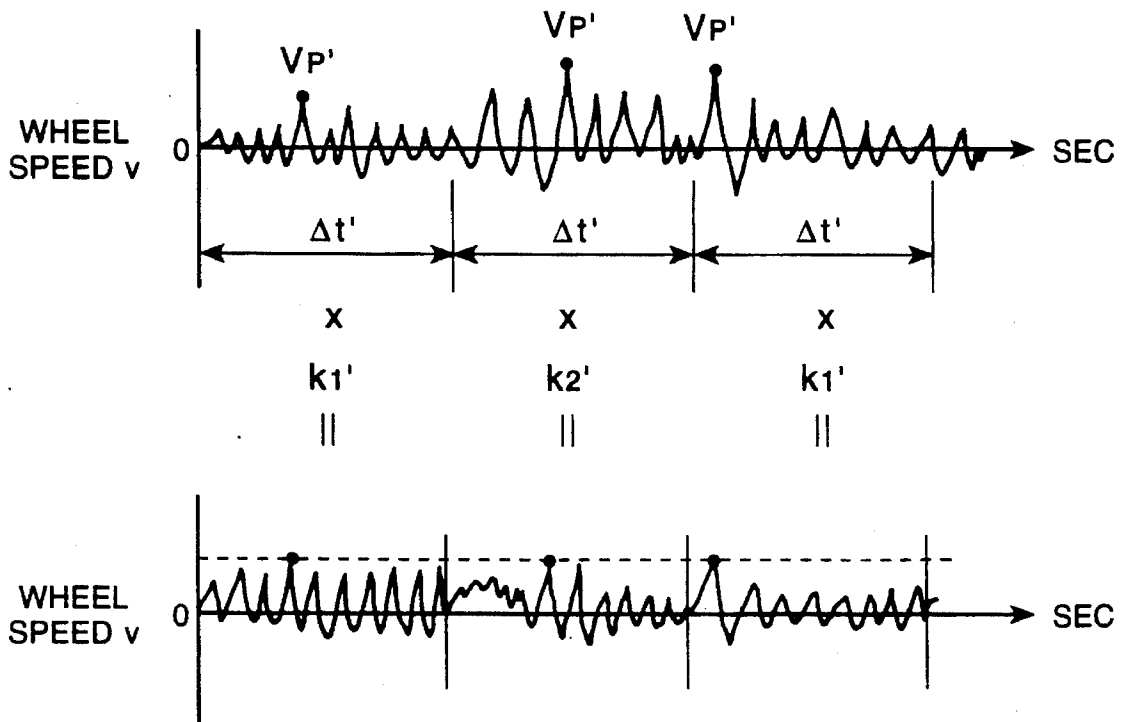 VP' VP' VP'
WHEEL
SPEED v
0
SEC
Δt' Δt' Δt'
x x x
k1' k2' k1'
|| || ||
WHEEL
SPEED v
0
SEC